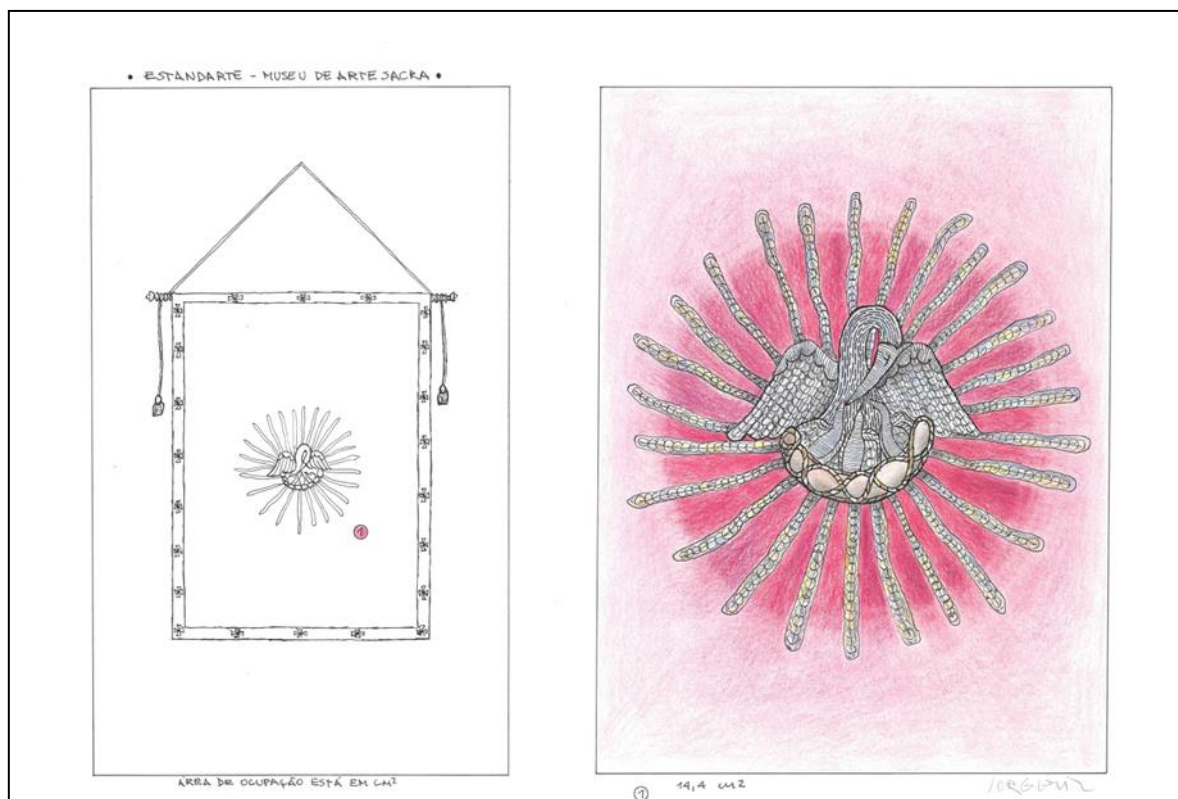 • ESTANDARTE - MUSEU DE ARTE SACRA •
1
ÁREA DE OCUPAÇÃO ESTÁ EM CM²
1 14,4 cm2